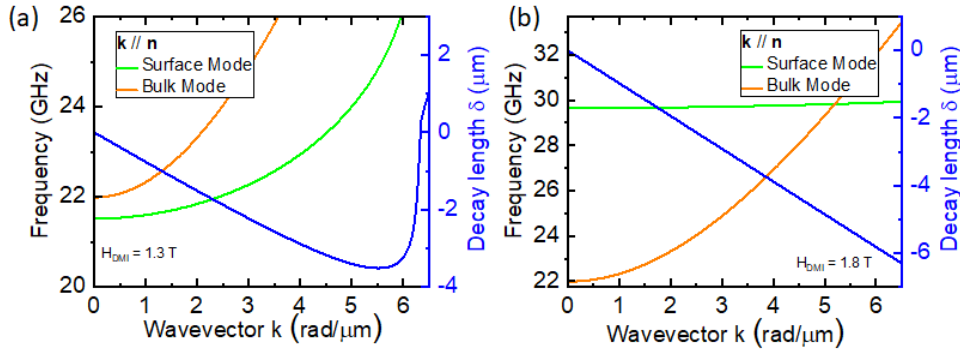 (a)
26
24
22
20
Frequency (GHz)
k // n
Surface Mode
Bulk Mode
H_DMI = 1.3 T
0 1 2 3 4 5 6
Wavevector k (rad/μm)
2
0
-2
-4
Decay length δ (μm)
(b)
32
30
28
26
24
22
Frequency (GHz)
k // n
Surface Mode
Bulk Mode
H_DMI = 1.8 T
0 1 2 3 4 5 6
Wavevector k (rad/μm)
0
-2
-4
-6
Decay length δ (μm)